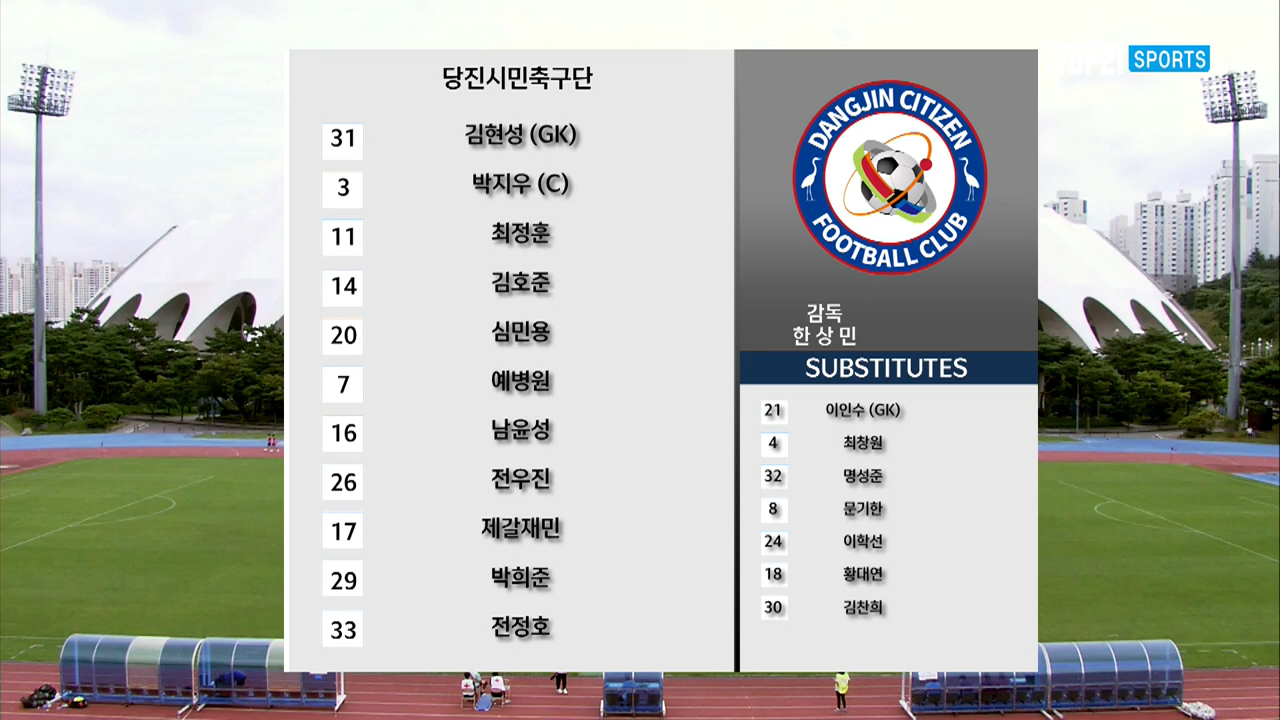 SPORTS
당진시민축구단
31 김현성 (GK)
3 박지우 (C)
11 최정훈
14 김호준
20 심민용
7 예병원
16 남윤성
26 전우진
17 제갈재민
29 박희준
33 전정호
DANGJIN CITIZEN
FOOTBALL CLUB
감독
한 상 민
SUBSTITUTES
21 이인수 (GK)
4 최창원
32 명성준
8 문기한
24 이학선
18 황대연
30 김찬희